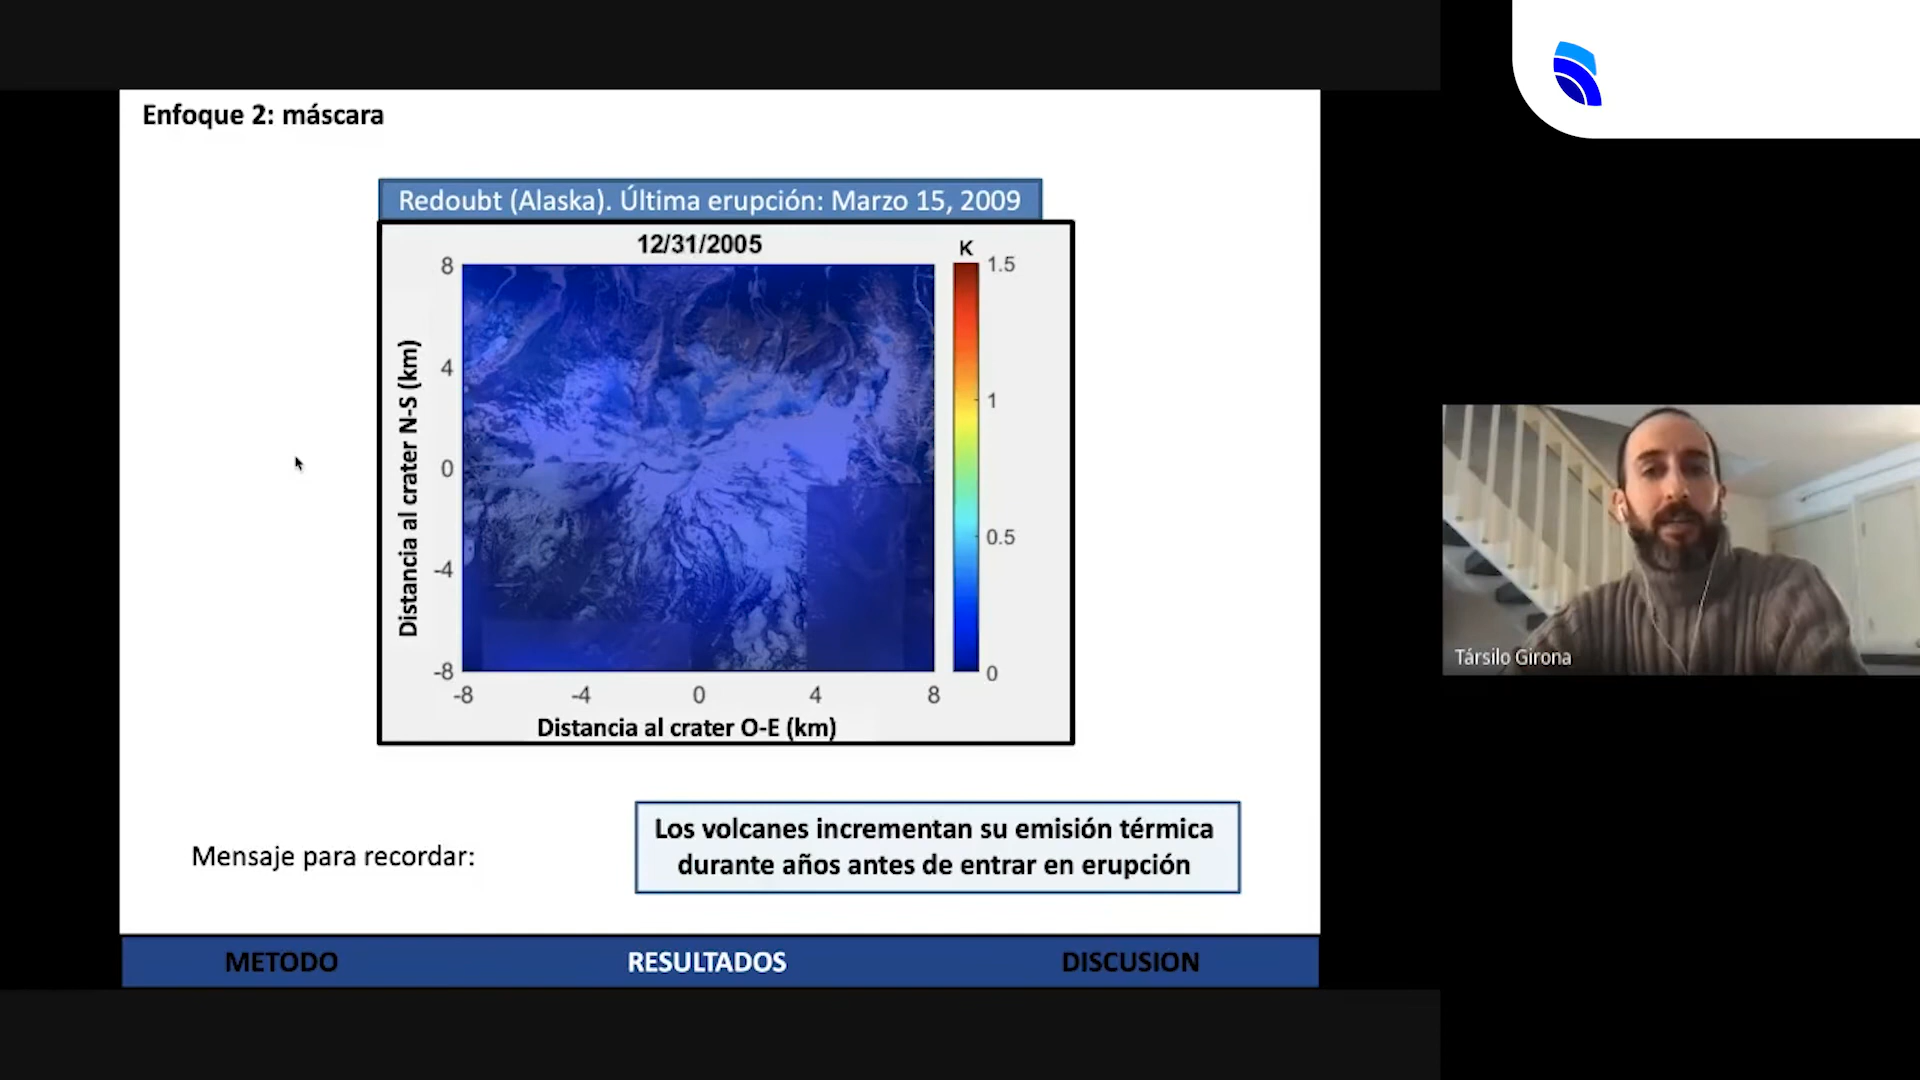 Enfoque 2: máscara
Redoubt (Alaska). Última erupción: Marzo 15, 2009
12/31/2005
K
8
4
0
-4
-8
Distancia al crater N-S (km)
-8
-4
0
4
8
Distancia al crater O-E (km)
1.5
1
0.5
0
Mensaje para recordar:
Los volcanes incrementan su emisión térmica
durante años antes de entrar en erupción
METODO
RESULTADOS
DISCUSION
Társilo Girona